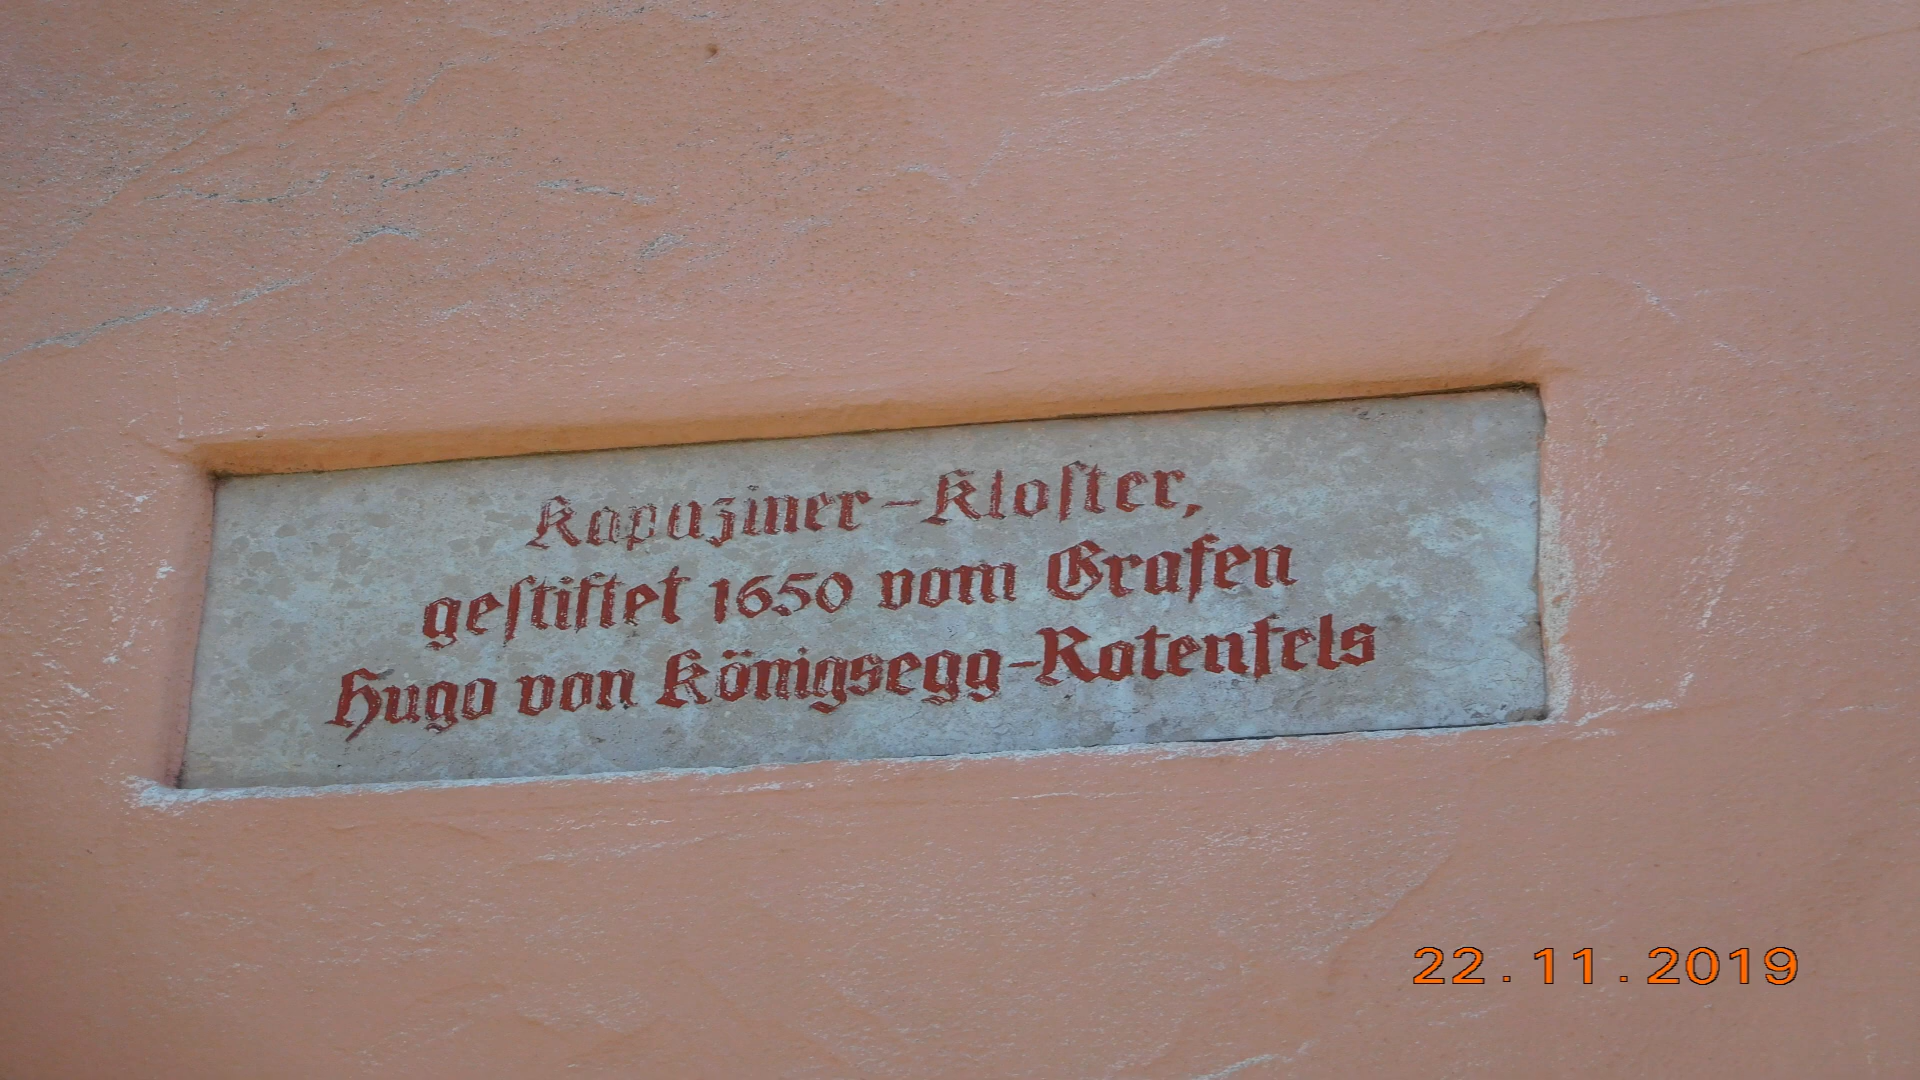 Kapuziner-Kloſter,
geſtiftet 1650 vom Grafen
Hugo von Königsegg-Rotenfels
22.11.2019